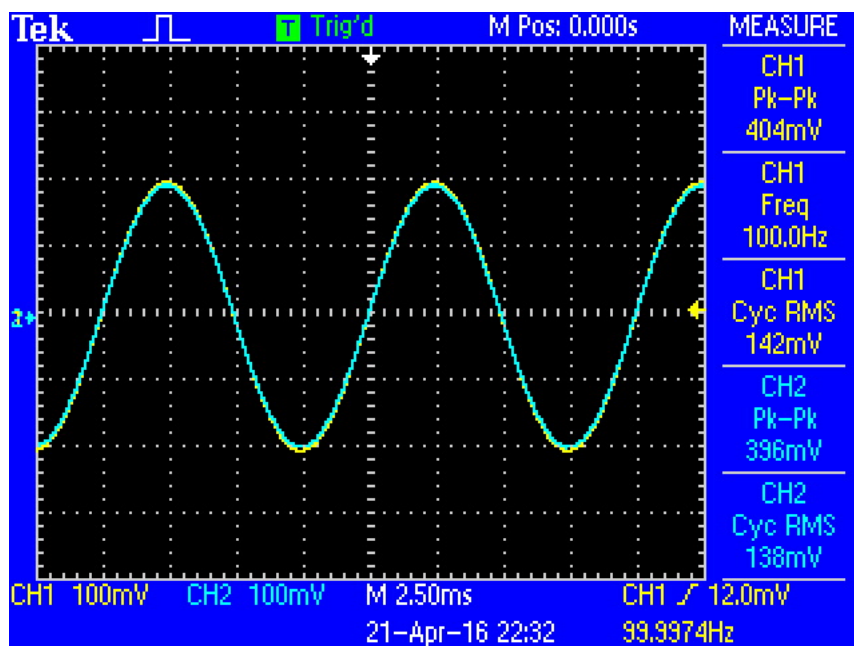 Tek T Trig'd M Pos: 0.000s MEASURE
CH1
Pk-Pk
404mV
CH1
Freq
100.0Hz
CH1
Cyc RMS
142mV
CH2
Pk-Pk
396mV
CH2
Cyc RMS
138mV
CH1 100mV CH2 100mV M 2.50ms CH1 12.0mV
21-Apr-16 22:32 99.9974Hz